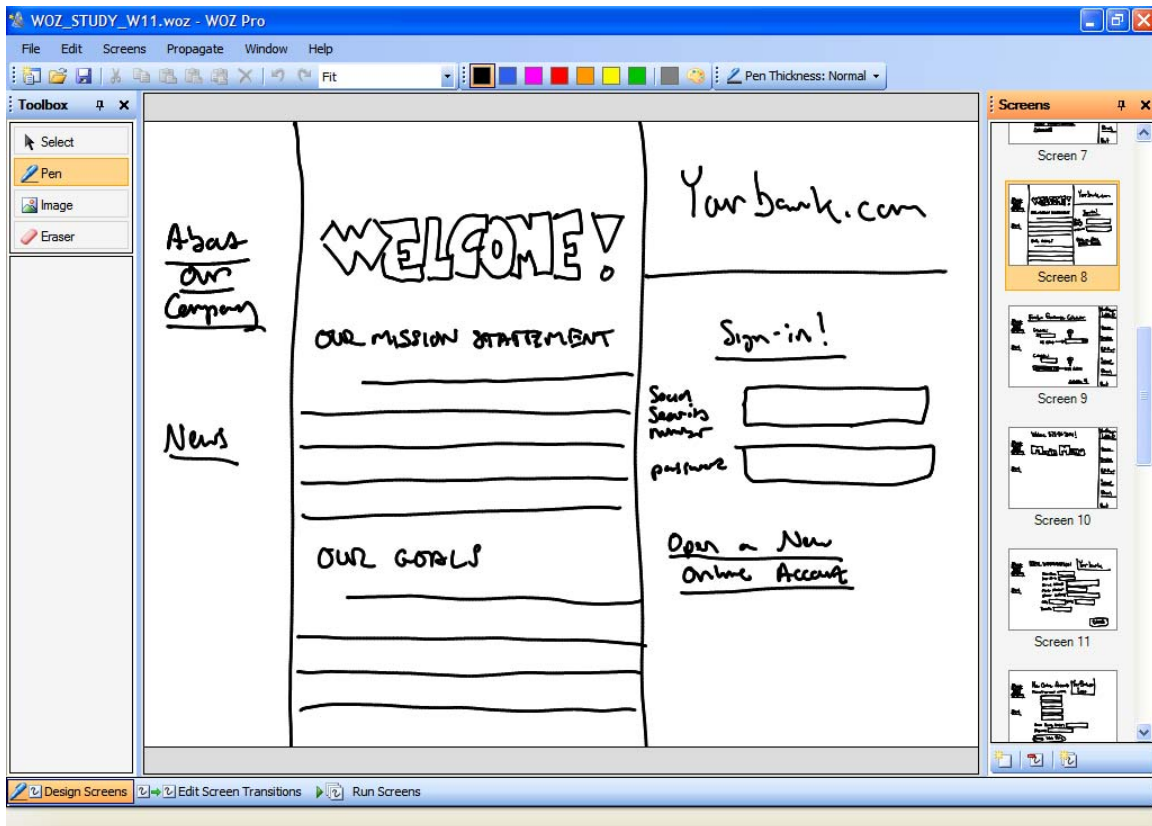 WOZ_STUDY_W11.woz - WOZ Pro
File Edit Screens Propagate Window Help
Fit
Pen Thickness: Normal
Toolbox
Select
Pen
Image
Eraser
About
our
Company
News
WELCOME!
OUR MISSION STATEMENT
OUR GOALS
Yourbank.com
Sign-in!
Social
Security
number
password
Open a New
Online Account
Screens
Screen 7
Screen 8
Screen 9
Screen 10
Screen 11
Design Screens Edit Screen Transitions Run Screens